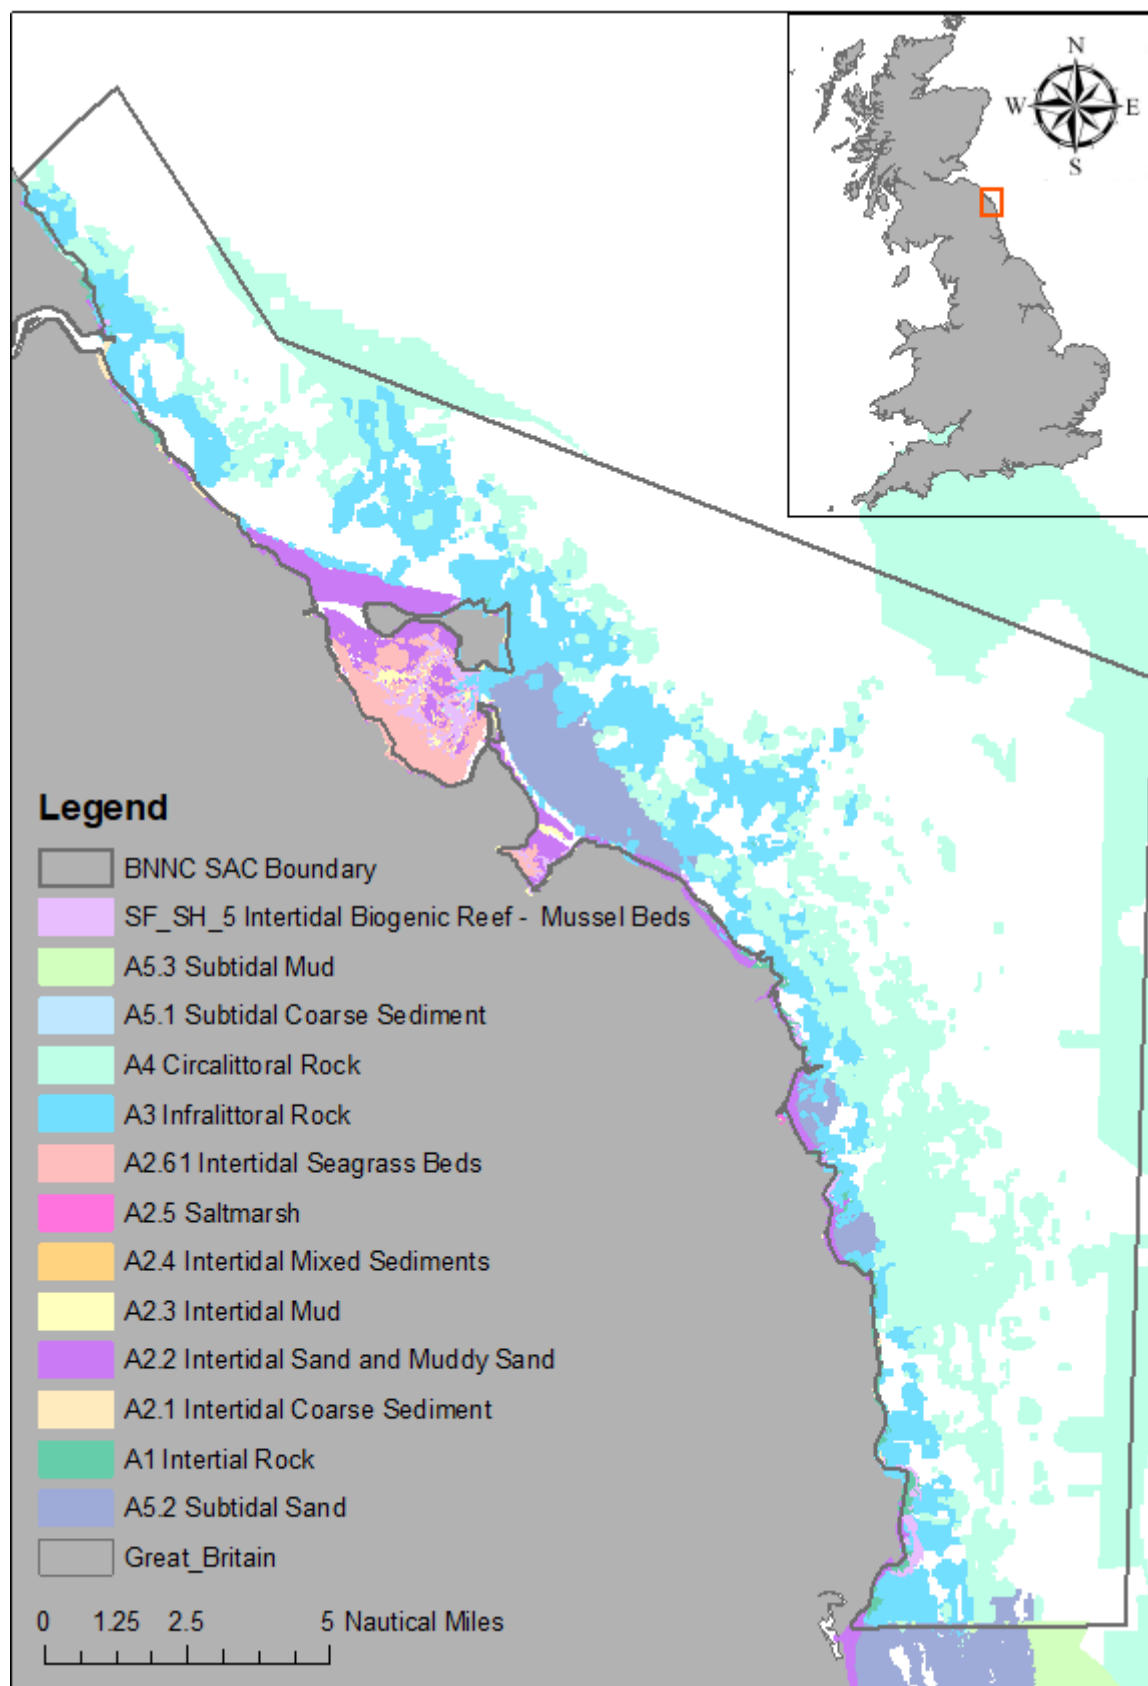 N
W E
S
Legend
BNNC SAC Boundary
SF_SH_5 Intertidal Biogenic Reef - Mussel Beds
A5.3 Subtidal Mud
A5.1 Subtidal Coarse Sediment
A4 Circalittoral Rock
A3 Infralittoral Rock
A2.61 Intertidal Seagrass Beds
A2.5 Saltmarsh
A2.4 Intertidal Mixed Sediments
A2.3 Intertidal Mud
A2.2 Intertidal Sand and Muddy Sand
A2.1 Intertidal Coarse Sediment
A1 Intertial Rock
A5.2 Subtidal Sand
Great_Britain
0 1.25 2.5 5 Nautical Miles